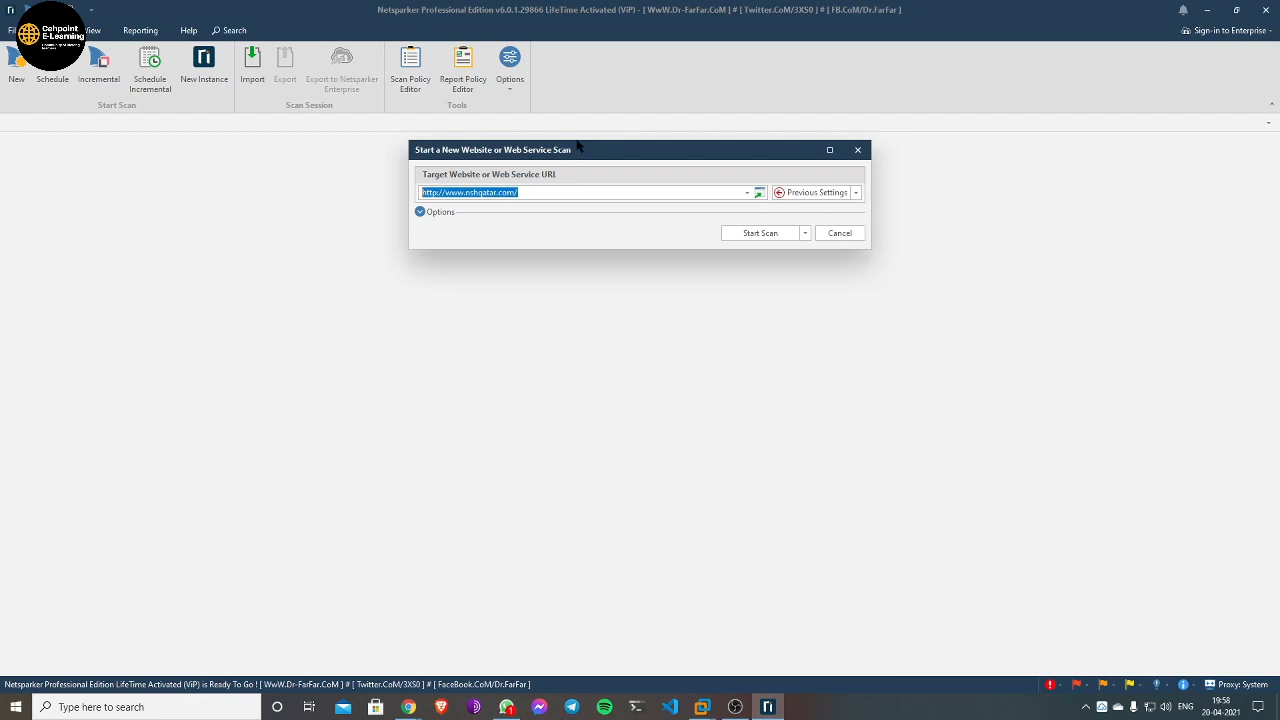 Netsparker Professional Edition v6.0.1.29866 LifeTime Activated (ViP) - [ WwW.Dr-FarFar.CoM ] # [ Twitter.CoM/3XS0 ] # [ FB.CoM/Dr.FarFar ]
Cehpoint
E-Learning
View
Reporting
Help
Search
Sign-in to Enterprise
New
Schedule
Incremental
Schedule
Incremental
New Instance
Import
Export
Export to Netsparker
Enterprise
Scan Policy
Editor
Report Policy
Editor
Options
Start Scan
Scan Session
Tools
Start a New Website or Web Service Scan
Target Website or Web Service URL
http://www.nshqatar.com/
Previous Settings
Options
Start Scan
Cancel
Netsparker Professional Edition LifeTime Activated (ViP) is Ready To Go ! [ WwW.Dr-FarFar.CoM ] # [ Twitter.CoM/3XS0 ] # [ FaceBook.CoM/Dr.FarFar ]
Proxy: System
Type here to search
ENG
19:58
20-04-2021